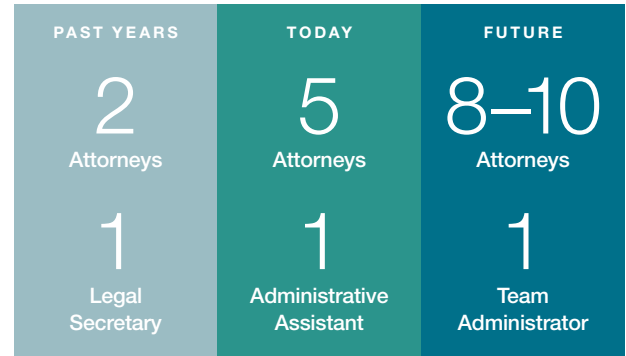 PAST YEARS
2
Attorneys
1
Legal
Secretary
TODAY
5
Attorneys
1
Administrative
Assistant
FUTURE
8–10
Attorneys
1
Team
Administrator